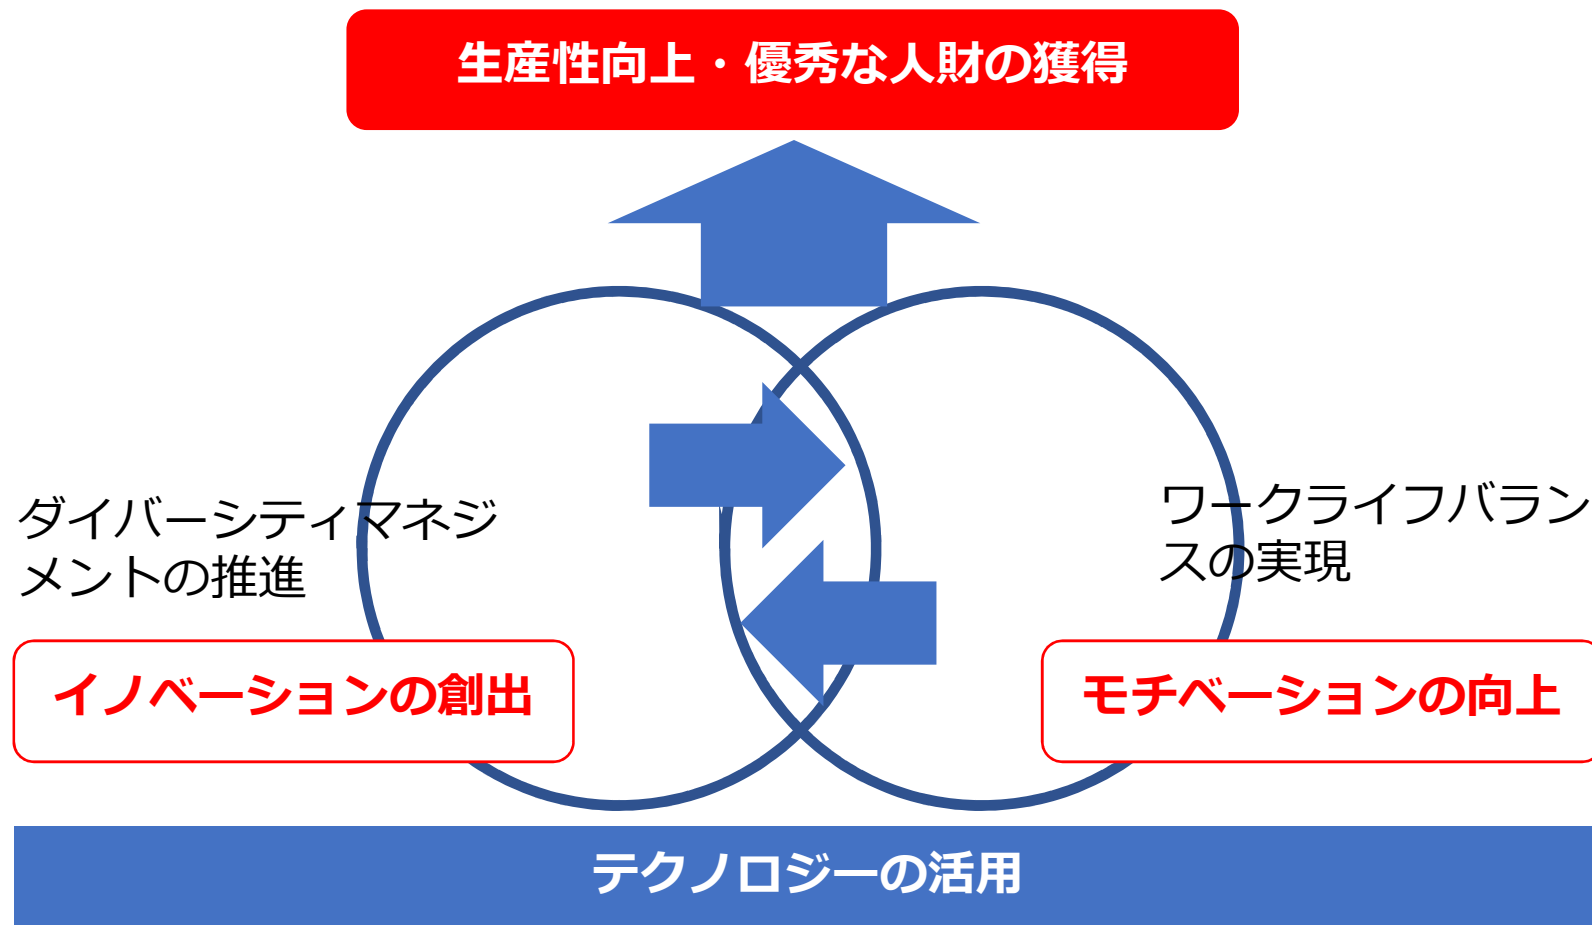 生産性向上・優秀な人財の獲得
ダイバーシティマネジ
メントの推進
ワークライフバラン
スの実現
イノベーションの創出
モチベーションの向上
テクノロジーの活用